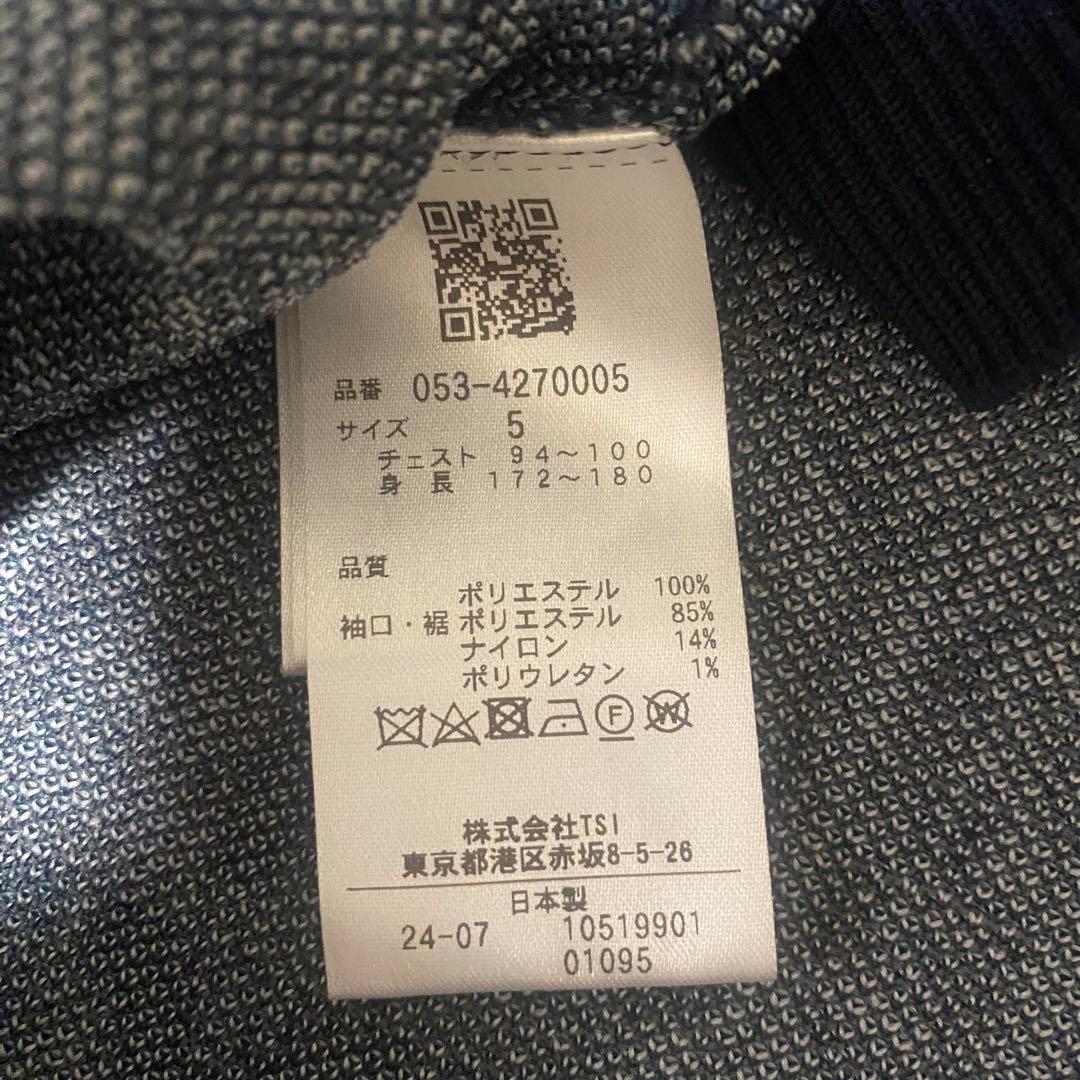 品番 053-4270005
サイズ 5
チェスト 94～100
身長 172～180
品質
ポリエステル 100%
袖口・裾 ポリエステル 85%
ナイロン 14%
ポリウレタン 1%
F W
株式会社TSI
東京都港区赤坂8-5-26
日本製
24-07 10519901
01095